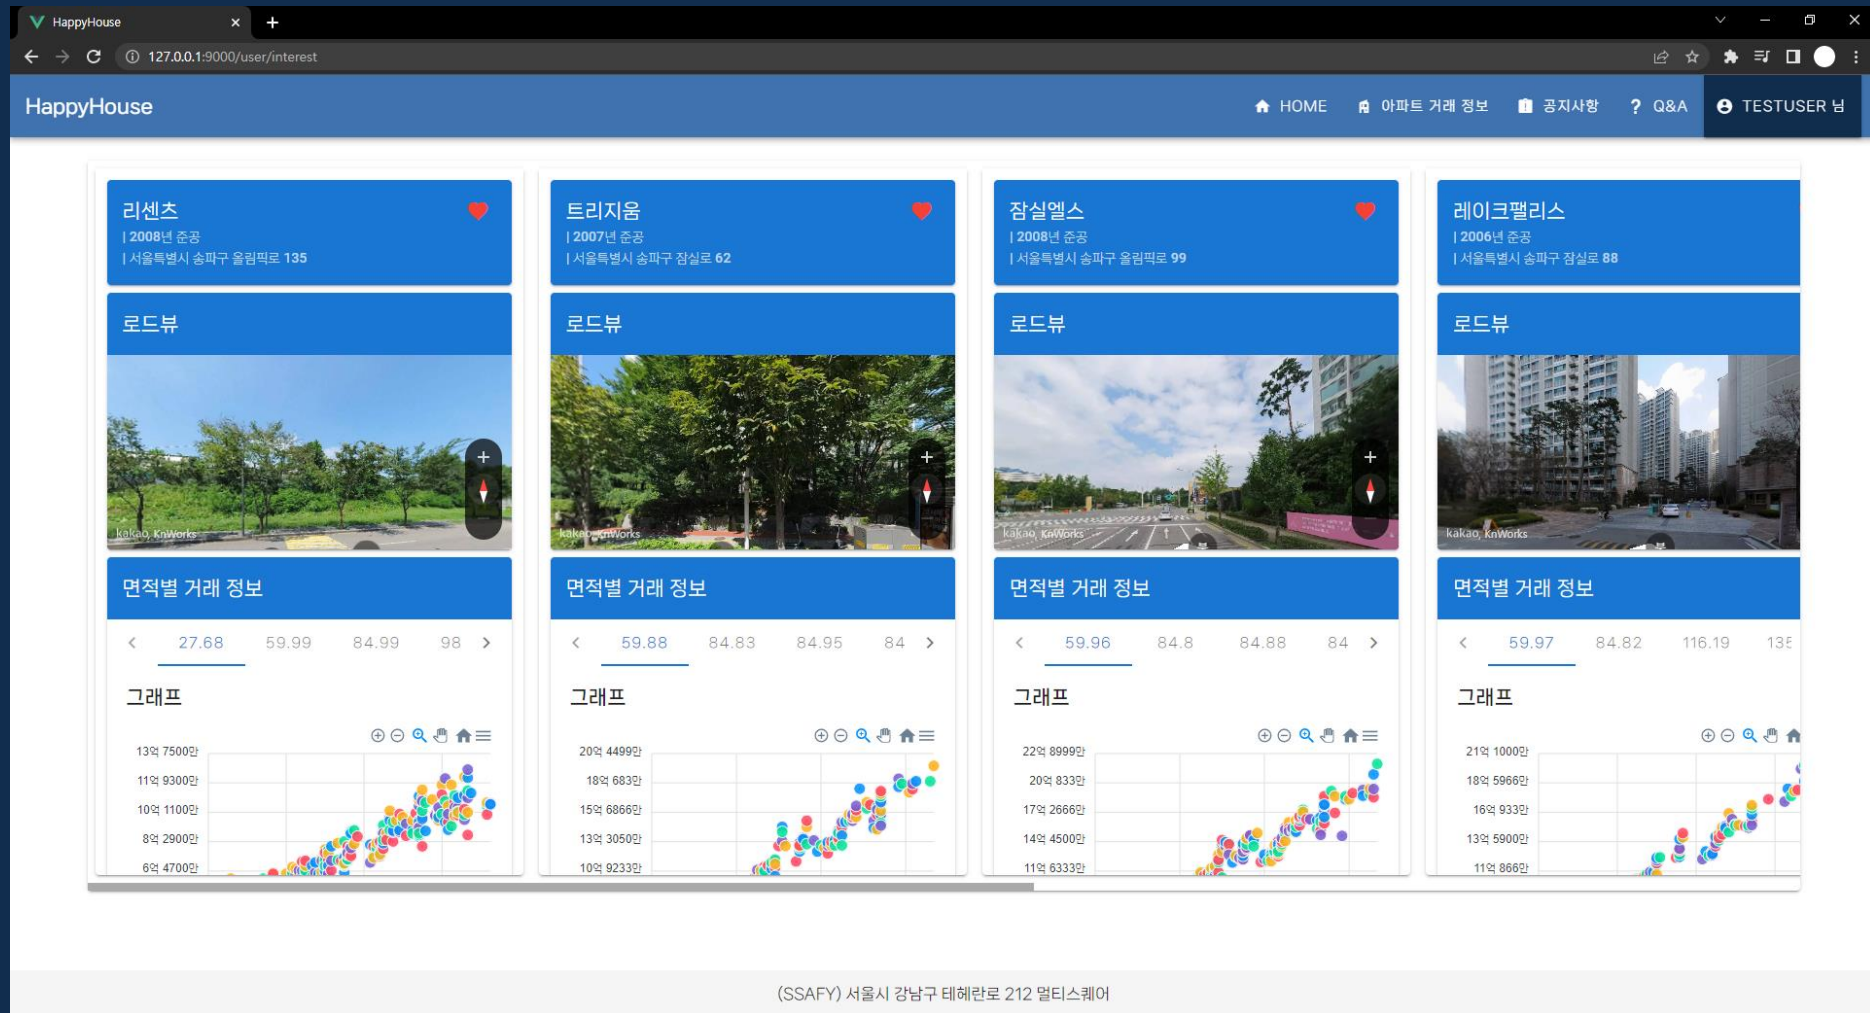 HappyHouse
127.0.0.1:9000/user/interest
HappyHouse
HOME
아파트 거래 정보
공지사항
? Q&A
TESTUSER 님
리센츠
| 2008년 준공
| 서울특별시 송파구 올림픽로 135
로드뷰
kakao, KnWorks
면적별 거래 정보
27.68 59.99 84.99 98
그래프
13억 7500만
11억 9300만
10억 1100만
8억 2900만
6억 4700만
트리지움
| 2007년 준공
| 서울특별시 송파구 잠실로 62
로드뷰
kakao, KnWorks
면적별 거래 정보
59.88 84.83 84.95 84
그래프
20억 4499만
18억 683만
15억 6866만
13억 3050만
10억 9233만
잠실엘스
| 2008년 준공
| 서울특별시 송파구 올림픽로 99
로드뷰
kakao, KnWorks
면적별 거래 정보
59.96 84.8 84.88 84
그래프
22억 8999만
20억 833만
17억 2666만
14억 4500만
11억 6333만
레이크팰리스
| 2006년 준공
| 서울특별시 송파구 잠실로 88
로드뷰
kakao, KnWorks
면적별 거래 정보
59.97 84.82 116.19 135
그래프
21억 1000만
18억 5966만
16억 933만
13억 5900만
11억 866만
(SSAFY) 서울시 강남구 테헤란로 212 멀티스퀘어